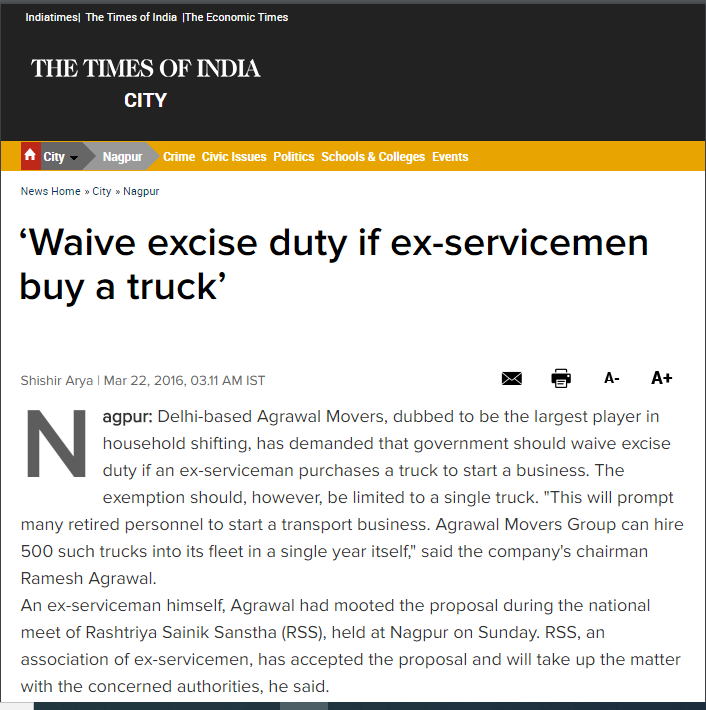 Indiatimes| The Times of India |The Economic Times
THE TIMES OF INDIA
CITY
City Nagpur Crime Civic Issues Politics Schools & Colleges Events
News Home » City » Nagpur
‘Waive excise duty if ex-servicemen
buy a truck’
Shishir Arya | Mar 22, 2016, 03.11 AM IST A- A+
Nagpur: Delhi-based Agrawal Movers, dubbed to be the largest player in
household shifting, has demanded that government should waive excise
duty if an ex-serviceman purchases a truck to start a business. The
exemption should, however, be limited to a single truck. "This will prompt
many retired personnel to start a transport business. Agrawal Movers Group can hire
500 such trucks into its fleet in a single year itself," said the company's chairman
Ramesh Agrawal.
An ex-serviceman himself, Agrawal had mooted the proposal during the national
meet of Rashtriya Sainik Sanstha (RSS), held at Nagpur on Sunday. RSS, an
association of ex-servicemen, has accepted the proposal and will take up the matter
with the concerned authorities, he said.